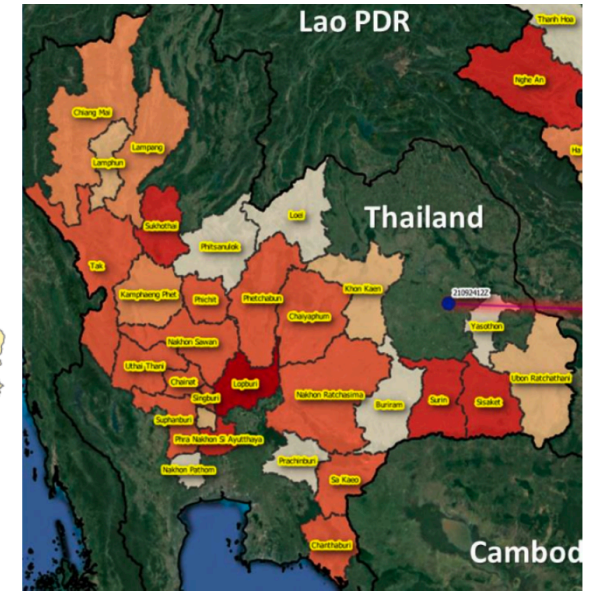 Lao PDR
Thanh Hoa
Nghe An
Ha
Chiang Mai
Lampang
Lamphun
Sukhothai
Loei
Thailand
Phitsanulok
Tak
Kamphaeng Phet
Phichit
Phetchabun
Khon Kaen
21092412Z
Chaiyaphum
Yasothon
Nakhon Sawan
Uthai Thani
Chainat
Lopburi
Ubon Ratchathani
Singburi
Nakhon Ratchasima
Buriram
Surin
Sisaket
Suphanburi
Phra Nakhon Si Ayutthaya
Nakhon Pathom
Prachinburi
Sa Kaeo
Chanthaburi
Cambod